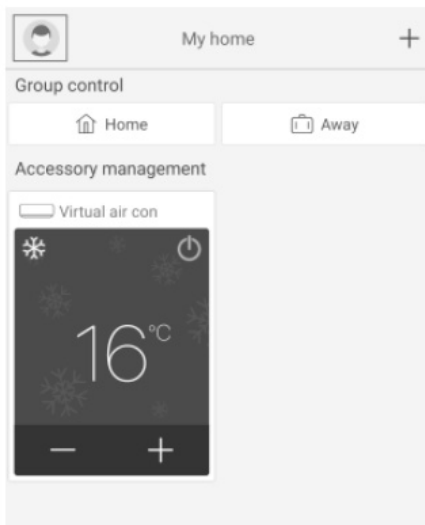 My home
Group control
Home
Away
Accessory management
Virtual air con
16°C